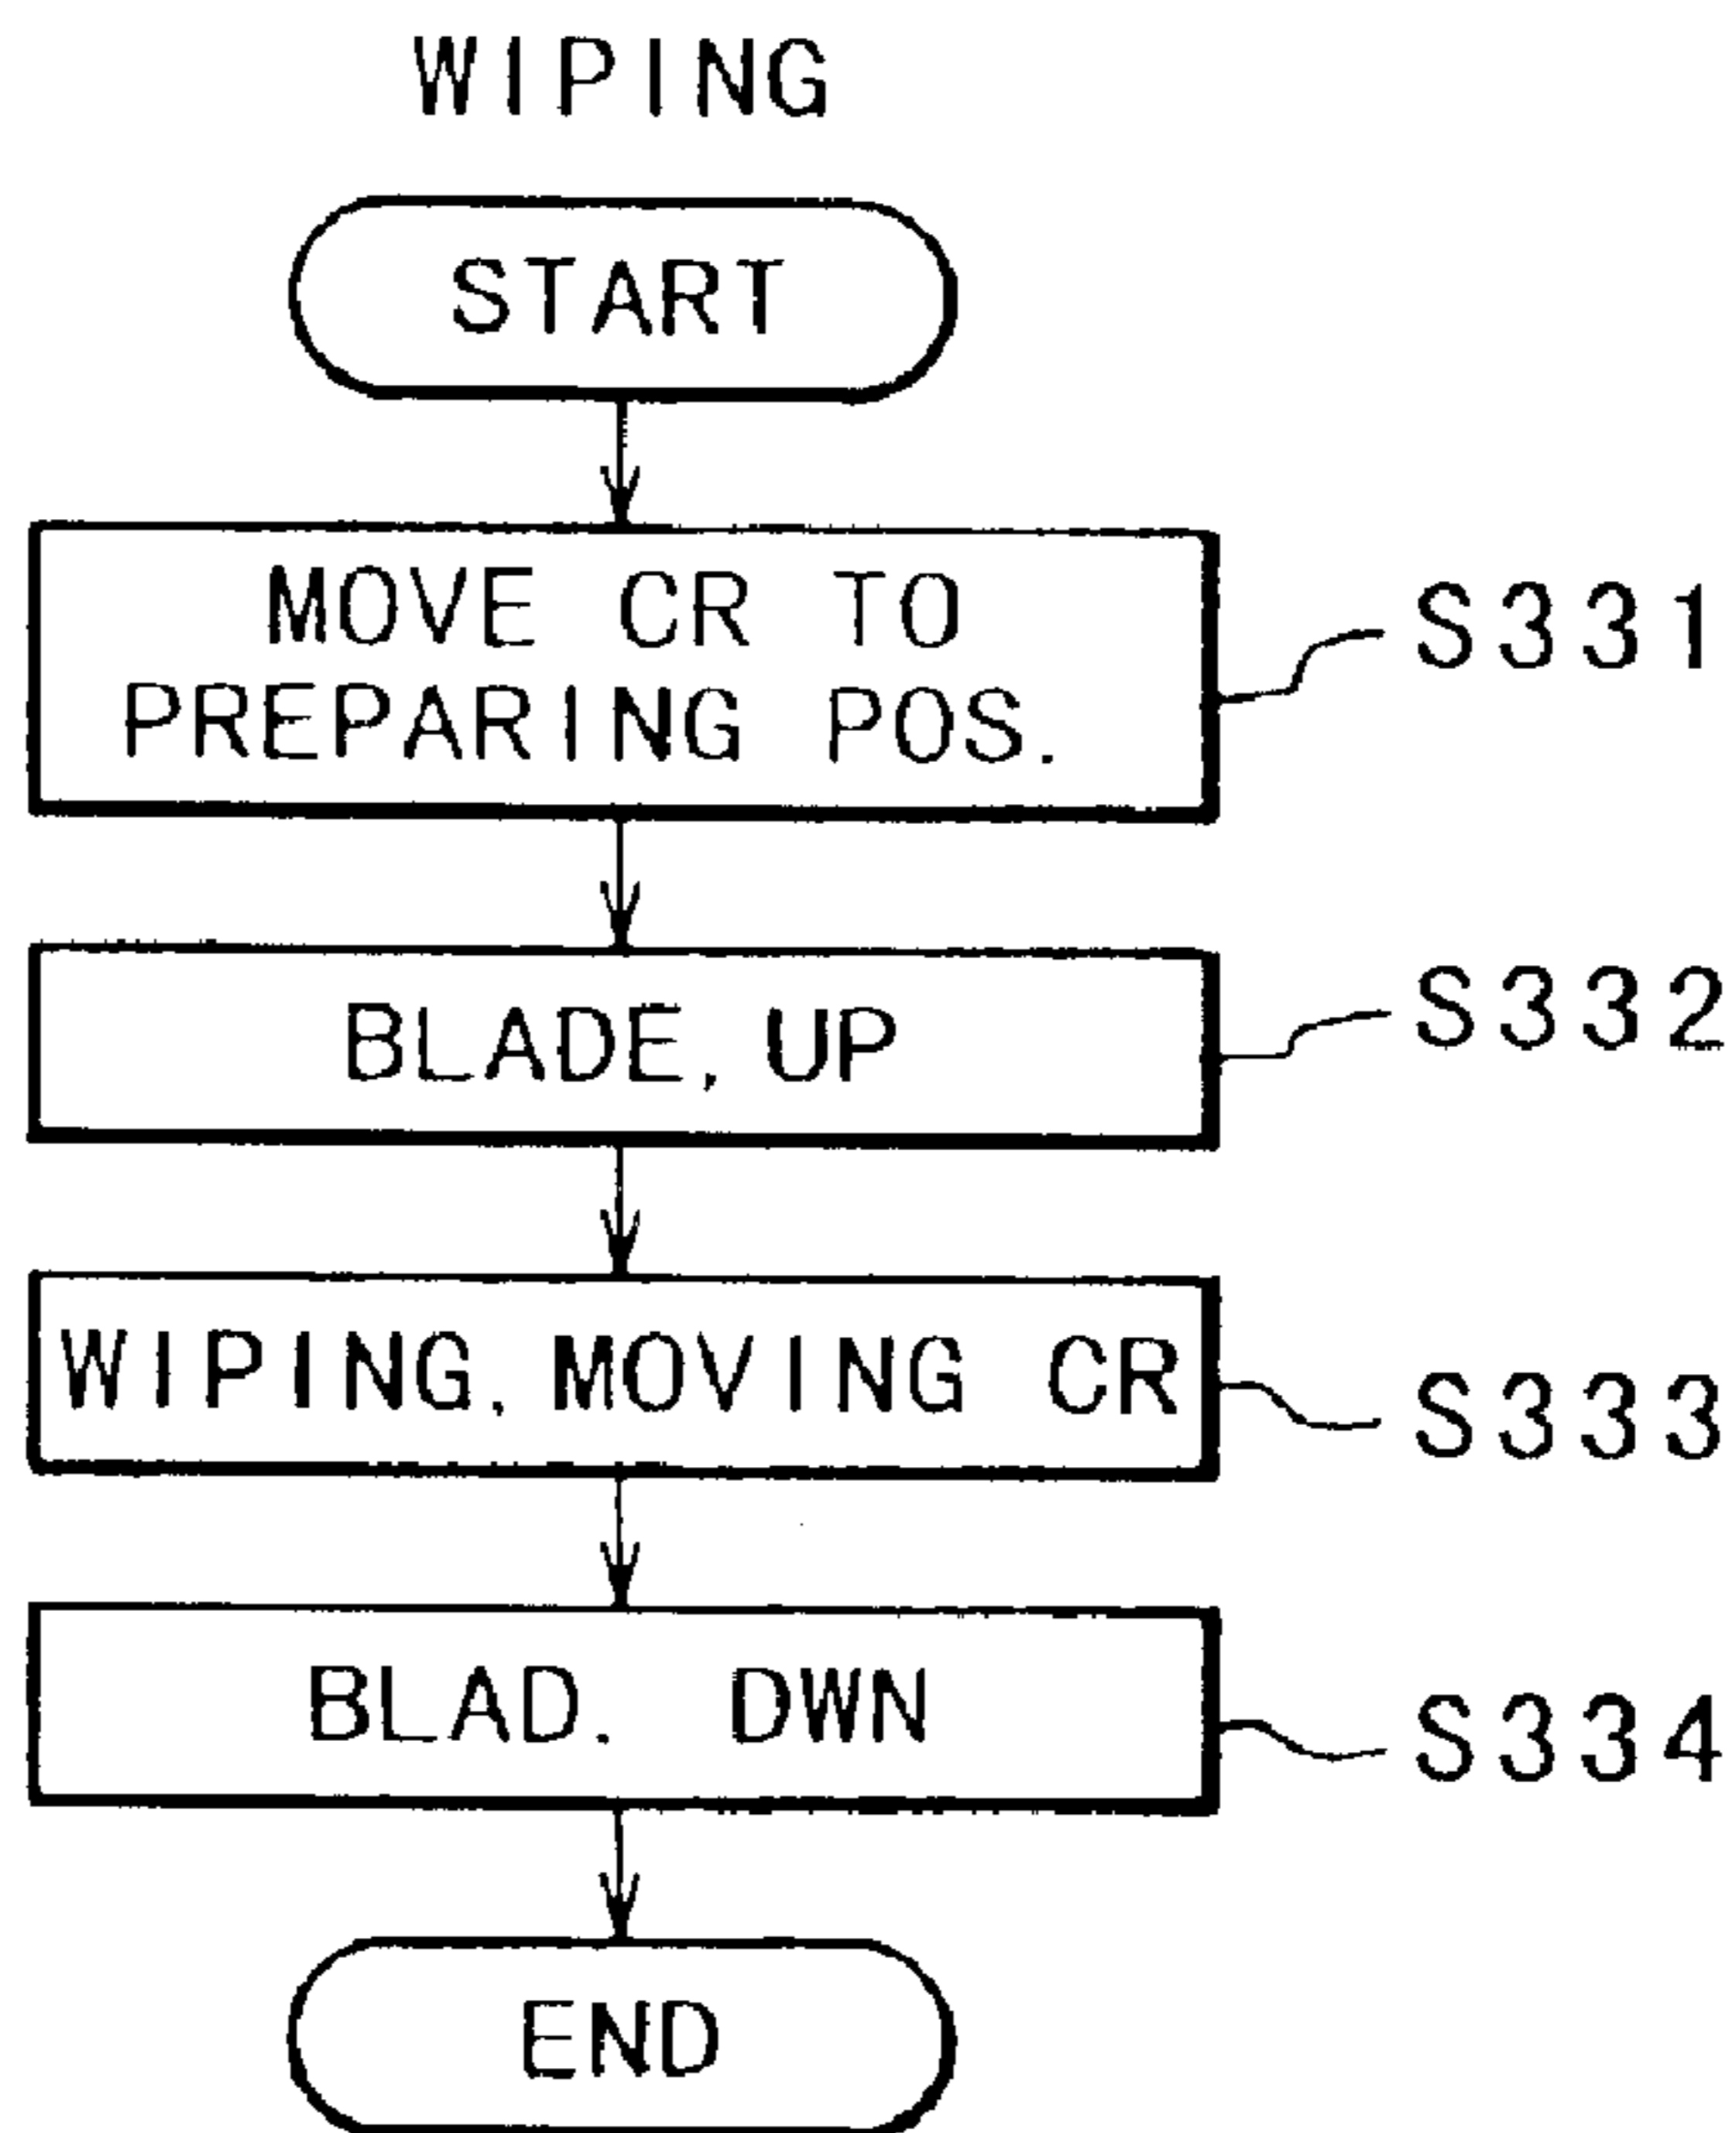 WIPING
START
MOVE CR TO
PREPARING POS.
S331
BLADE, UP
S332
WIPING, MOVING CR
S333
BLAD. DWN
S334
END